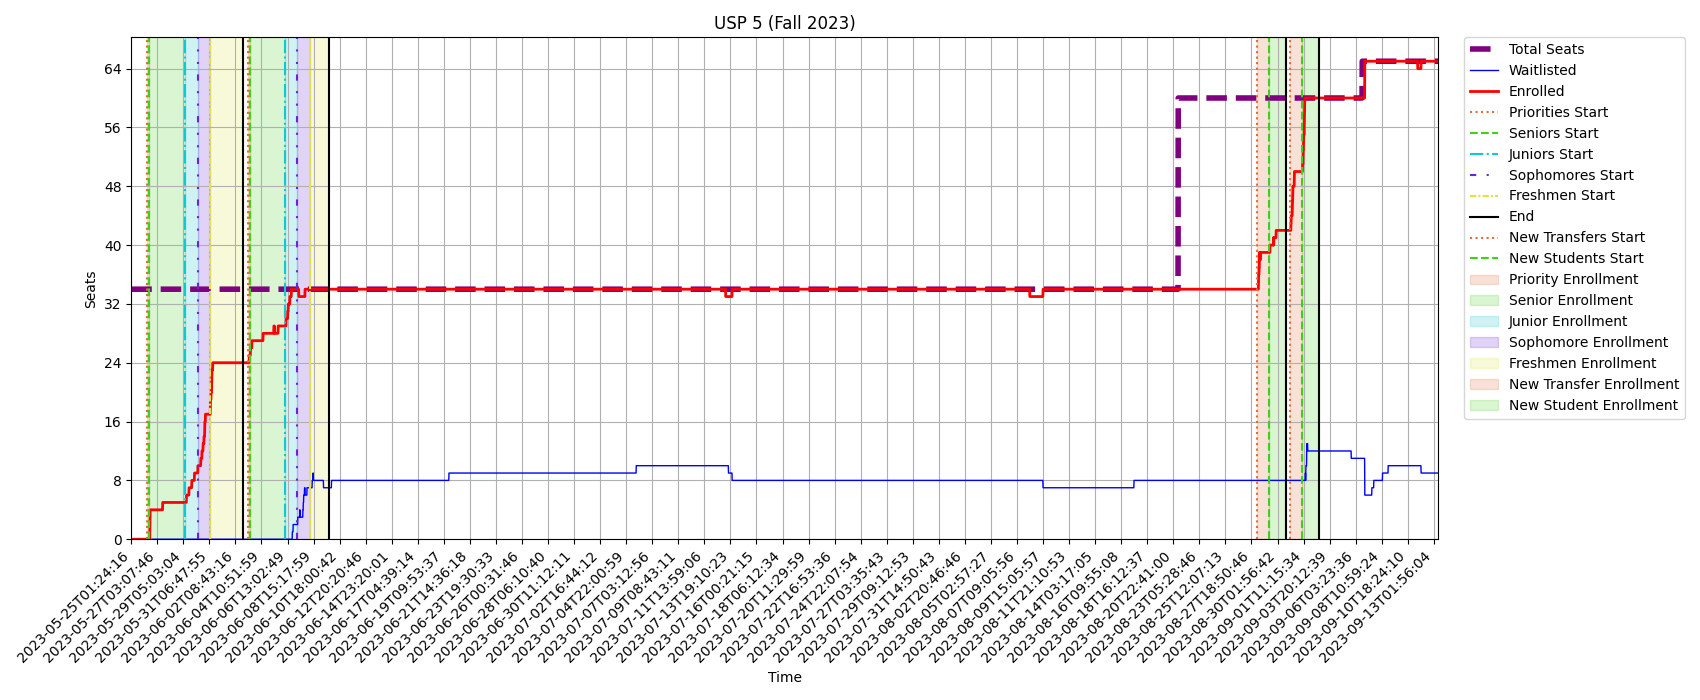 USP 5 (Fall 2023)
Seats
64
56
48
40
32
24
16
8
0
2023-05-25T01:24:16
2023-05-27T03:07:46
2023-05-29T05:03:04
2023-05-31T06:47:55
2023-06-02T08:43:16
2023-06-04T10:51:59
2023-06-06T13:02:49
2023-06-08T15:17:59
2023-06-10T18:00:42
2023-06-12T20:20:46
2023-06-14T23:20:01
2023-06-17T04:39:14
2023-06-19T09:53:37
2023-06-21T14:36:18
2023-06-23T19:30:33
2023-06-26T00:31:46
2023-06-28T06:10:40
2023-06-30T11:12:11
2023-07-02T16:44:12
2023-07-04T22:00:59
2023-07-07T03:12:56
2023-07-09T08:43:11
2023-07-11T13:59:06
2023-07-13T19:10:23
2023-07-16T00:21:15
2023-07-18T06:12:34
2023-07-20T11:29:59
2023-07-22T16:53:36
2023-07-24T22:07:54
2023-07-27T03:35:43
2023-07-29T09:12:53
2023-07-31T14:50:43
2023-08-02T20:46:46
2023-08-05T02:57:27
2023-08-07T09:05:56
2023-08-09T15:05:57
2023-08-11T21:10:53
2023-08-14T03:17:05
2023-08-16T09:55:08
2023-08-18T16:12:37
2023-08-20T22:41:00
2023-08-23T05:28:46
2023-08-25T12:07:13
2023-08-27T18:50:46
2023-08-30T01:56:42
2023-09-01T11:15:34
2023-09-03T20:12:39
2023-09-06T03:23:36
2023-09-08T10:59:24
2023-09-10T18:24:10
2023-09-13T01:56:04
Time
Total Seats
Waitlisted
Enrolled
Priorities Start
Seniors Start
Juniors Start
Sophomores Start
Freshmen Start
End
New Transfers Start
New Students Start
Priority Enrollment
Senior Enrollment
Junior Enrollment
Sophomore Enrollment
Freshmen Enrollment
New Transfer Enrollment
New Student Enrollment